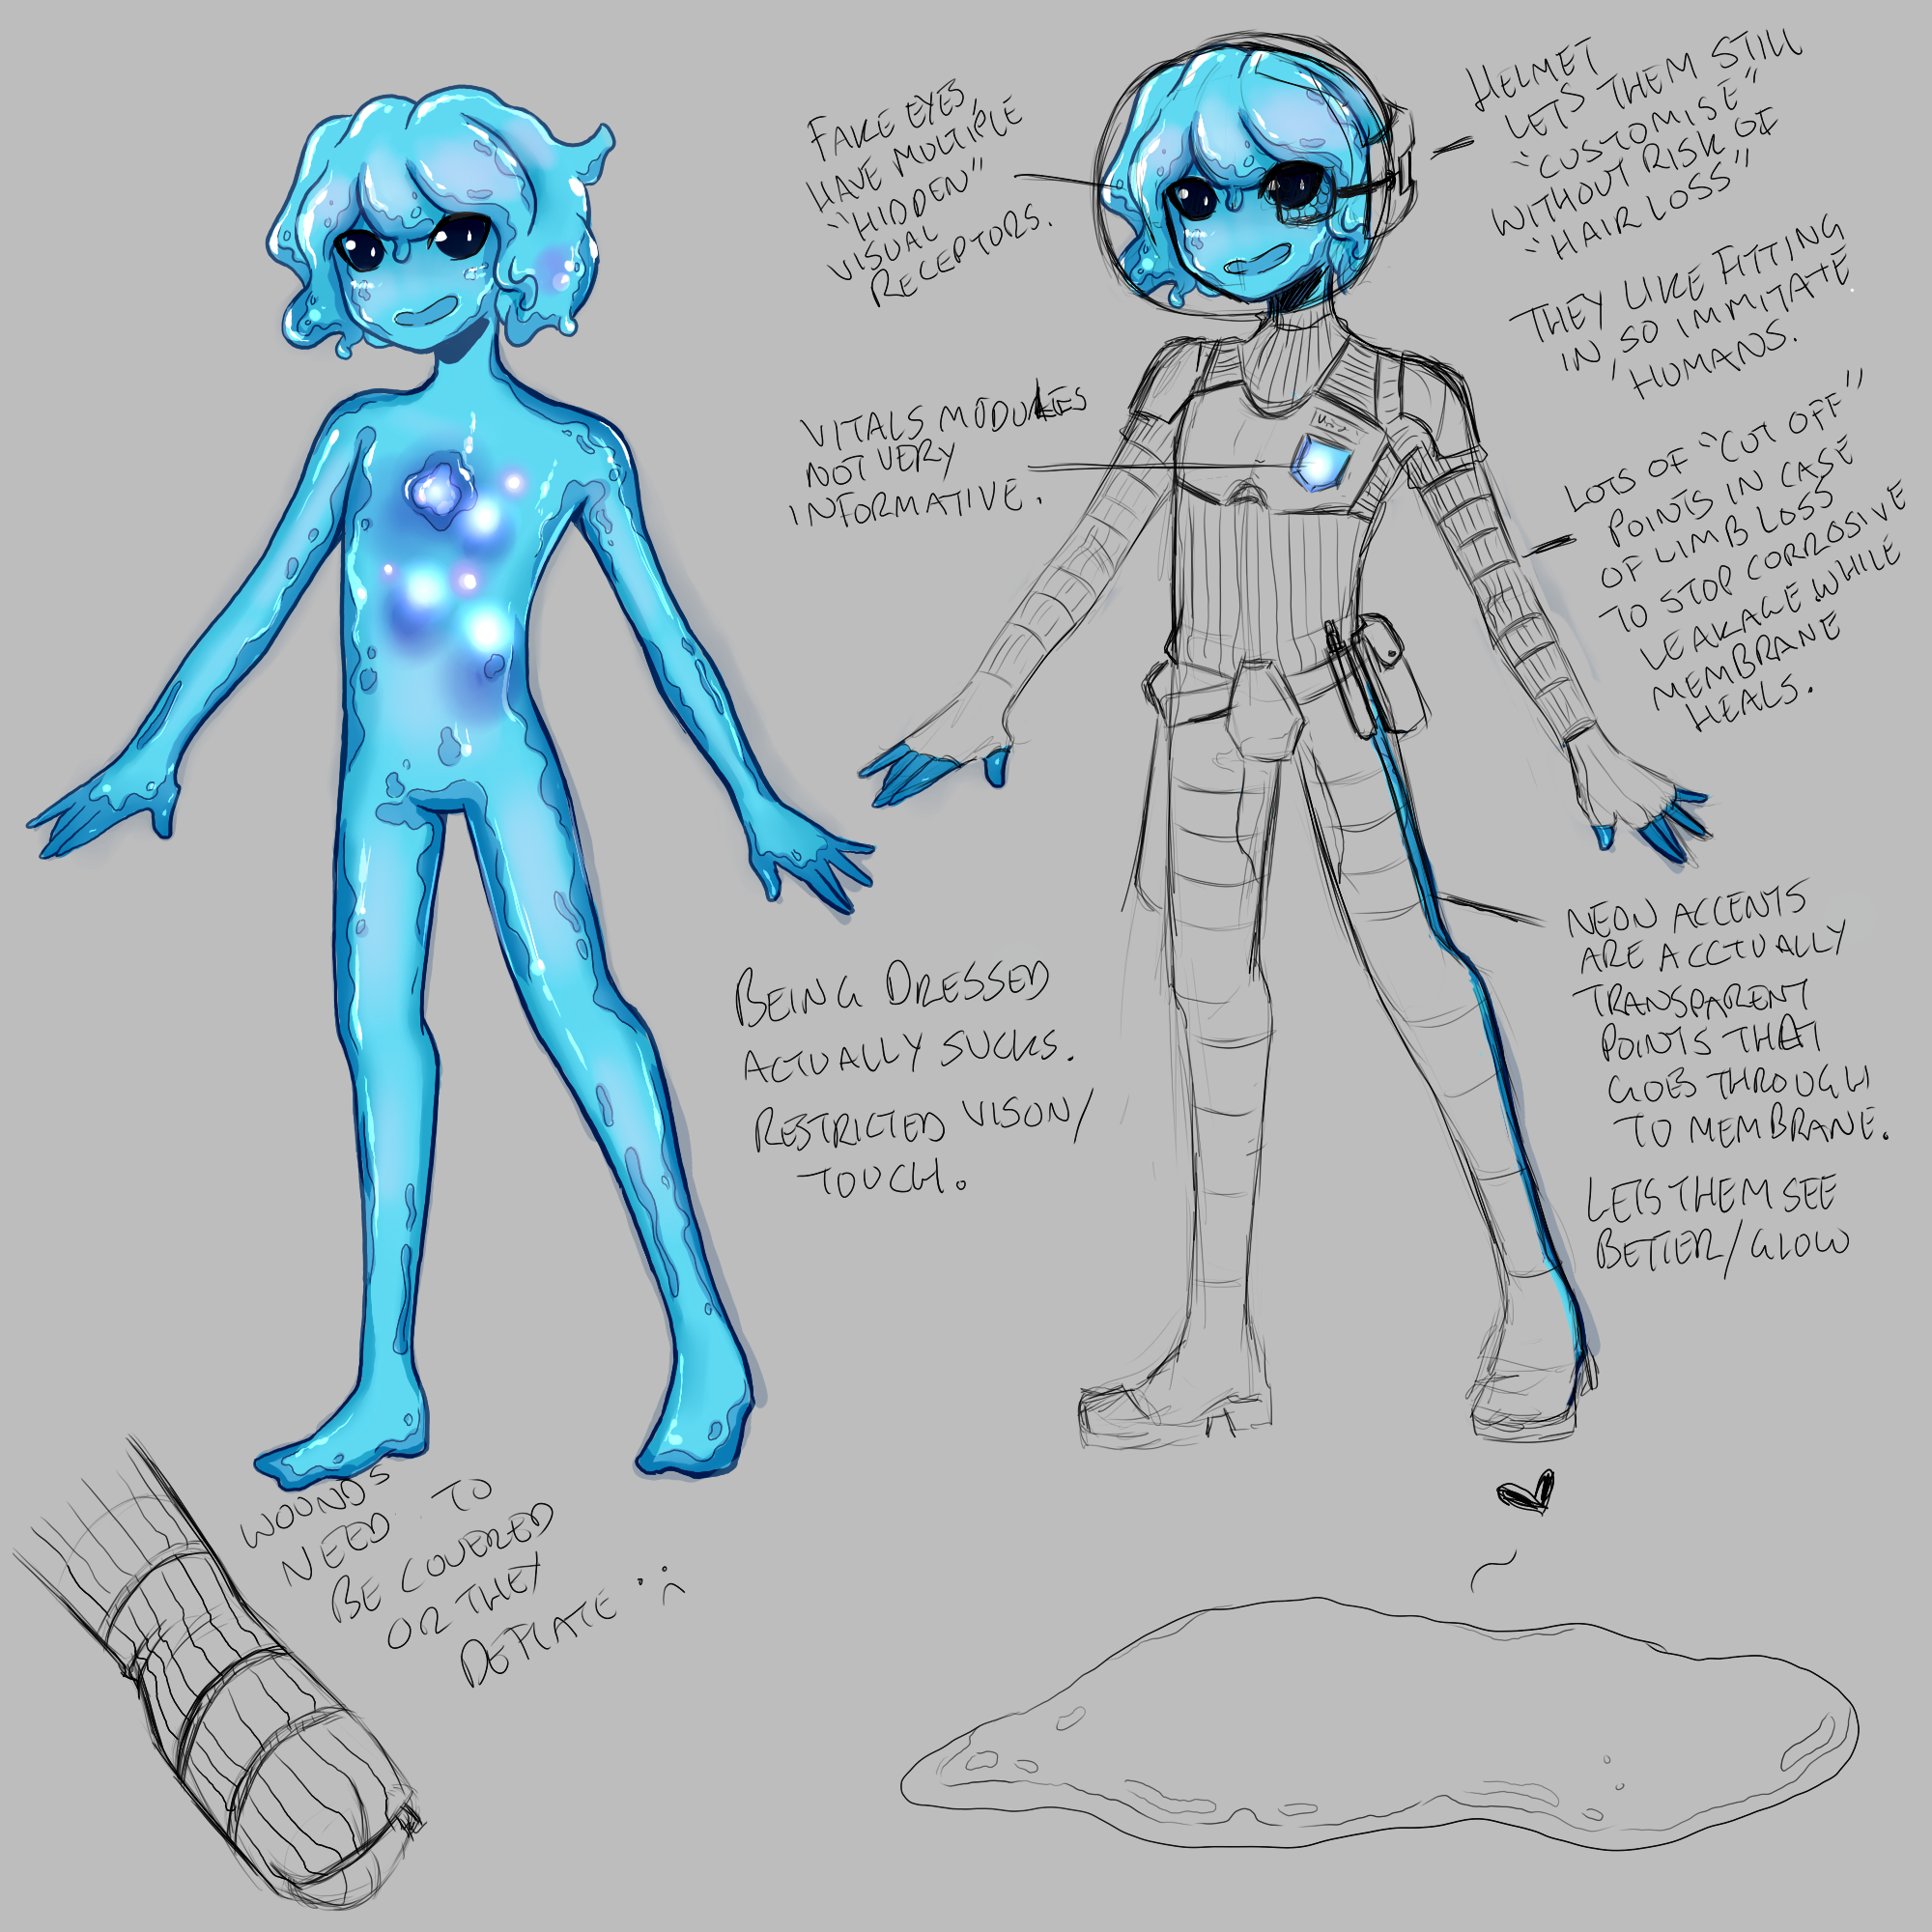 FAKE EYES
HAVE MULTIPLE
"HIDDEN"
VISUAL
RECEPTORS.
HELMET
LETS THEM STILL
"CUSTOMISE"
WITHOUT RISK OF
"HAIR LOSS"
THEY LIKE FITTING
IN, SO IMMITATE
HUMANS.
VITALS MODULES
NOT VERY
INFORMATIVE.
LOTS OF "CUT OFF"
POINTS IN CASE
OF LIMB LOSS
TO STOP CORROSIVE
LEAKAGE WHILE
MEMBRANE
HEALS.
NEON ACCENTS
ARE ACCTUALLY
TRANSPARENT
POINTS THAT
GOES THROUGH
TO MEMBRANE.
LETS THEM SEE
BETTER/GLOW
BEING DRESSED
ACTUALLY SUCKS.
RESTRICTED VISON/
TOUCH.
WOUNDS
NEED TO
BE COVERED
OR THEY
DEFLATE :(